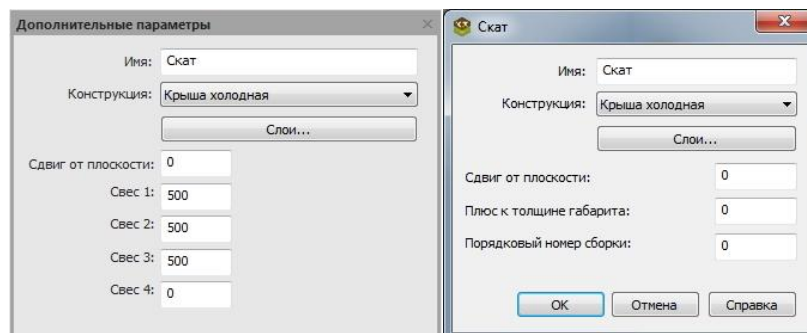 Дополнительные параметры
Имя: Скат
Конструкция: Крыша холодная
Слои...
Сдвиг от плоскости: 0
Свес 1: 500
Свес 2: 500
Свес 3: 500
Свес 4: 0
Скат
Имя: Скат
Конструкция: Крыша холодная
Слои...
Сдвиг от плоскости: 0
Плюс к толщине габарита: 0
Порядковый номер сборки: 0
OK Отмена Справка